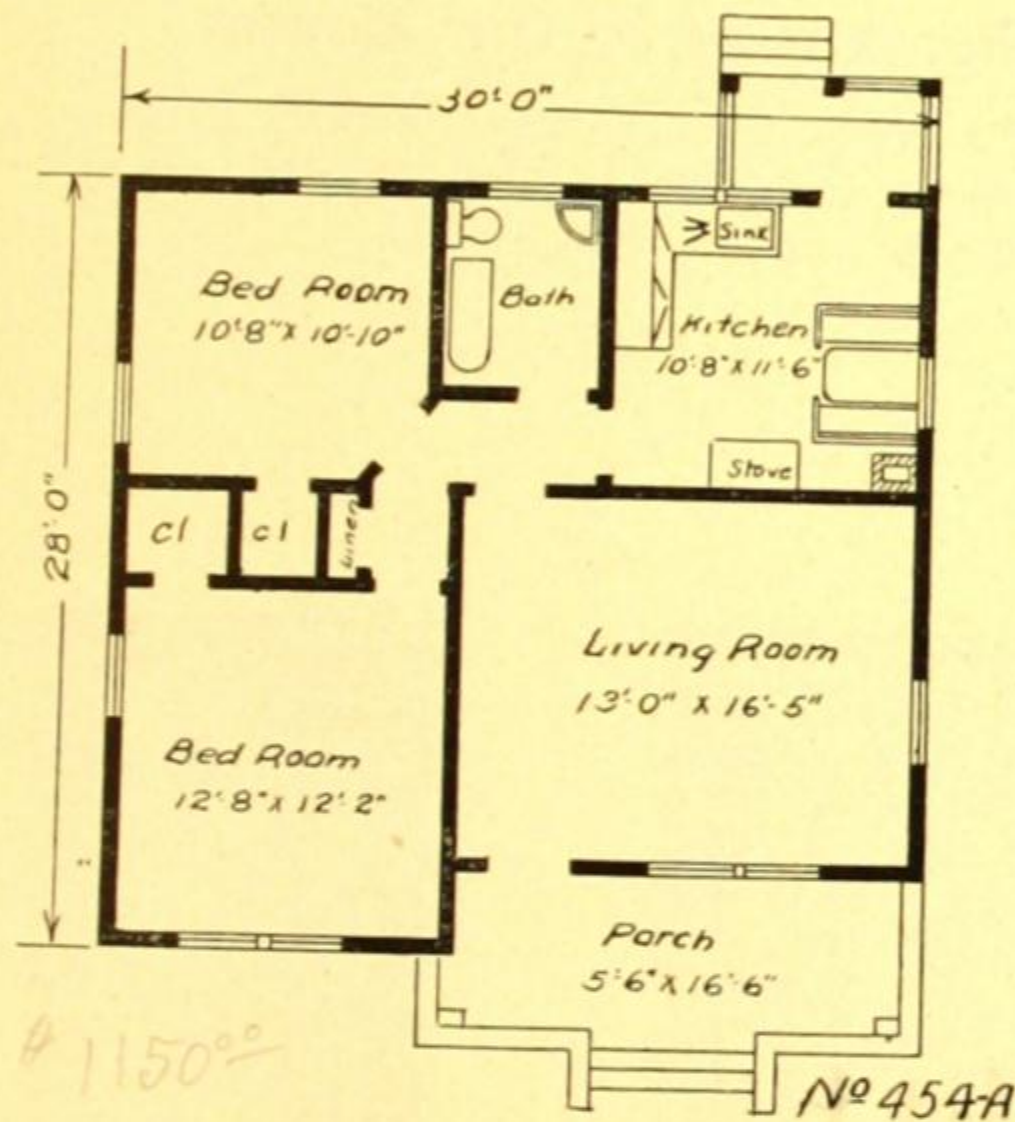 30'-0"
Sink
Bed Room
10'-8" X 10'-10"
Bath
Kitchen
10'-8" X 11'-6"
Stove
28'-0"
Cl
Cl
Linen
Living Room
13'-0" X 16'-5"
Bed Room
12'-8" X 12'-2"
Porch
5'-6" X 16'-6"
1150⁰⁰
Nº 454-A